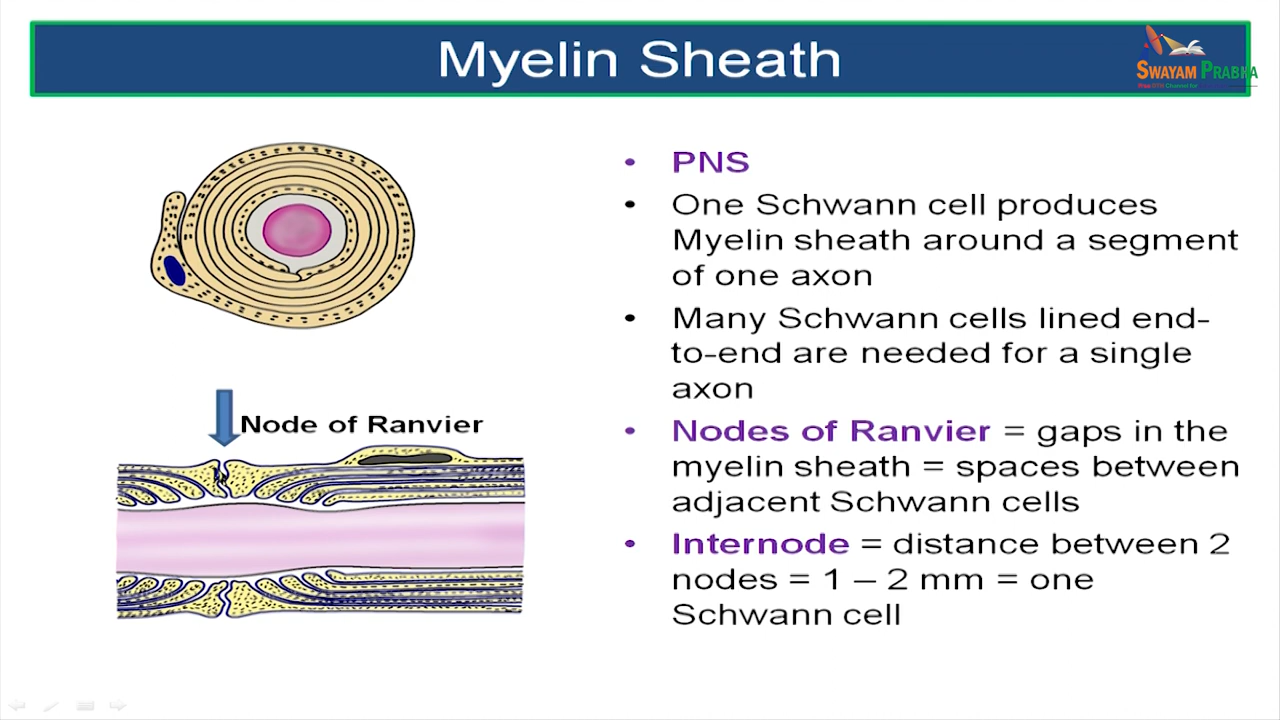 Myelin Sheath
SWAYAM PRABHA
• PNS
• One Schwann cell produces
Myelin sheath around a segment
of one axon
• Many Schwann cells lined end-
to-end are needed for a single
axon
Node of Ranvier
• Nodes of Ranvier = gaps in the
myelin sheath = spaces between
adjacent Schwann cells
• Internode = distance between 2
nodes = 1 – 2 mm = one
Schwann cell